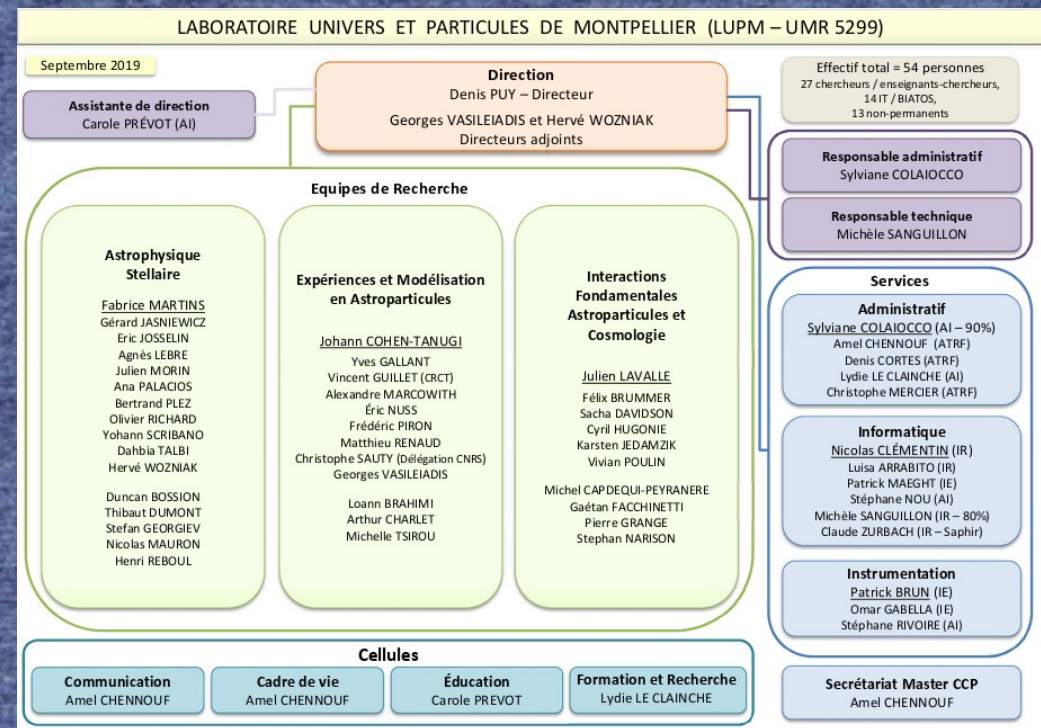 LABORATOIRE UNIVERS ET PARTICULES DE MONTPELLIER (LUPM – UMR 5299)
Septembre 2019
Assistante de direction
Carole PRÉVOT (AI)
Direction
Denis PUY – Directeur
Georges VASILEIADIS et Hervé WOZNIAK
Directeurs adjoints
Effectif total = 54 personnes
27 chercheurs / enseignants-chercheurs,
14 IT / BIATOS,
13 non-permanents
Responsable administratif
Sylviane COLAIOCCO
Responsable technique
Michèle SANGUILLON
Equipes de Recherche
Astrophysique
Stellaire
Fabrice MARTINS
Gérard JASNIEWICZ
Eric JOSSELIN
Agnès LEBRE
Julien MORIN
Ana PALACIOS
Bertrand PLEZ
Olivier RICHARD
Yohann SCRIBANO
Dahbia TALBI
Hervé WOZNIAK
Duncan BOSSION
Thibaut DUMONT
Stefan GEORGIEV
Nicolas MAURON
Henri REBOUL
Expériences et Modélisation
en Astroparticules
Johann COHEN-TANUGI
Yves GALLANT
Vincent GUILLET (CRCT)
Alexandre MARCOWITH
Éric NUSS
Frédéric PIRON
Matthieu RENAUD
Christophe SAUTY (Délégation CNRS)
Georges VASILEIADIS
Loann BRAHIMI
Arthur CHARLET
Michelle TSIROU
Interactions
Fondamentales
Astroparticules et
Cosmologie
Julien LAVALLE
Félix BRUMMER
Sacha DAVIDSON
Cyril HUGONIE
Karsten JEDAMZIK
Vivian POULIN
Michel CAPDEQUI-PEYRANERE
Gaétan FACCHINETTI
Pierre GRANGE
Stephan NARISON
Services
Administratif
Sylviane COLAIOCCO (AI – 90%)
Amel CHENNOUF (ATRF)
Denis CORTES (ATRF)
Lydie LE CLAINCHE (AI)
Christophe MERCIER (ATRF)
Informatique
Nicolas CLÉMENTIN (IR)
Luisa ARRABITO (IR)
Patrick MAEGHT (IE)
Stéphane NOU (AI)
Michèle SANGUILLON (IR – 80%)
Claude ZURBACH (IR – Saphir)
Instrumentation
Patrick BRUN (IE)
Omar GABELLA (IE)
Stéphane RIVOIRE (AI)
Cellules
Communication
Amel CHENNOUF
Cadre de vie
Amel CHENNOUF
Éducation
Carole PREVOT
Formation et Recherche
Lydie LE CLAINCHE
Secrétariat Master CCP
Amel CHENNOUF